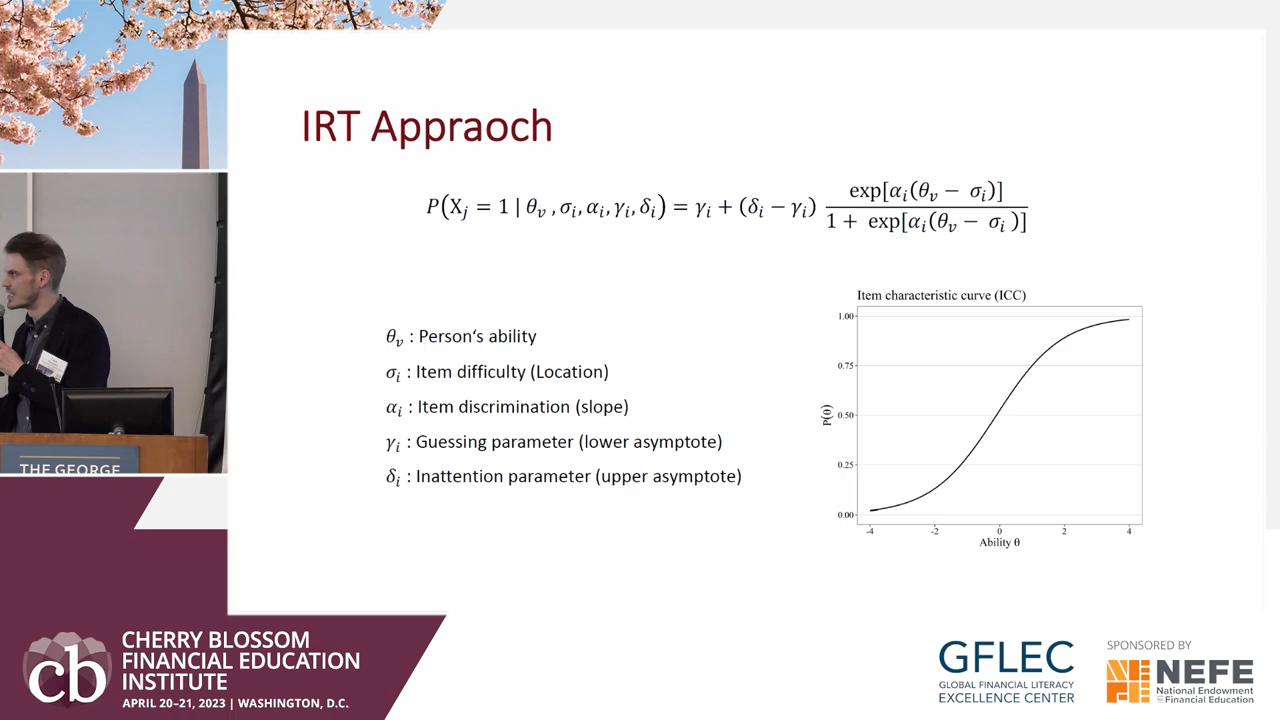 IRT Appraoch
P(Xⱼ = 1 | θᵥ , σᵢ, αᵢ, γᵢ, δᵢ) = γᵢ + (δᵢ − γᵢ) exp[αᵢ(θᵥ − σᵢ)] / 1 + exp[αᵢ(θᵥ − σᵢ )]
θᵥ : Person‘s ability
σᵢ : Item difficulty (Location)
αᵢ : Item discrimination (slope)
γᵢ : Guessing parameter (lower asymptote)
δᵢ : Inattention parameter (upper asymptote)
Item characteristic curve (ICC)
1.00
0.75
0.50
0.25
0.00
P(θ)
-4 -2 0 2 4
Ability θ
THE GEORGE
cb
CHERRY BLOSSOM
FINANCIAL EDUCATION
INSTITUTE
APRIL 20–21, 2023 | WASHINGTON, D.C.
GFLEC
GLOBAL FINANCIAL LITERACY
EXCELLENCE CENTER
SPONSORED BY
NEFE
National Endowment
for Financial Education